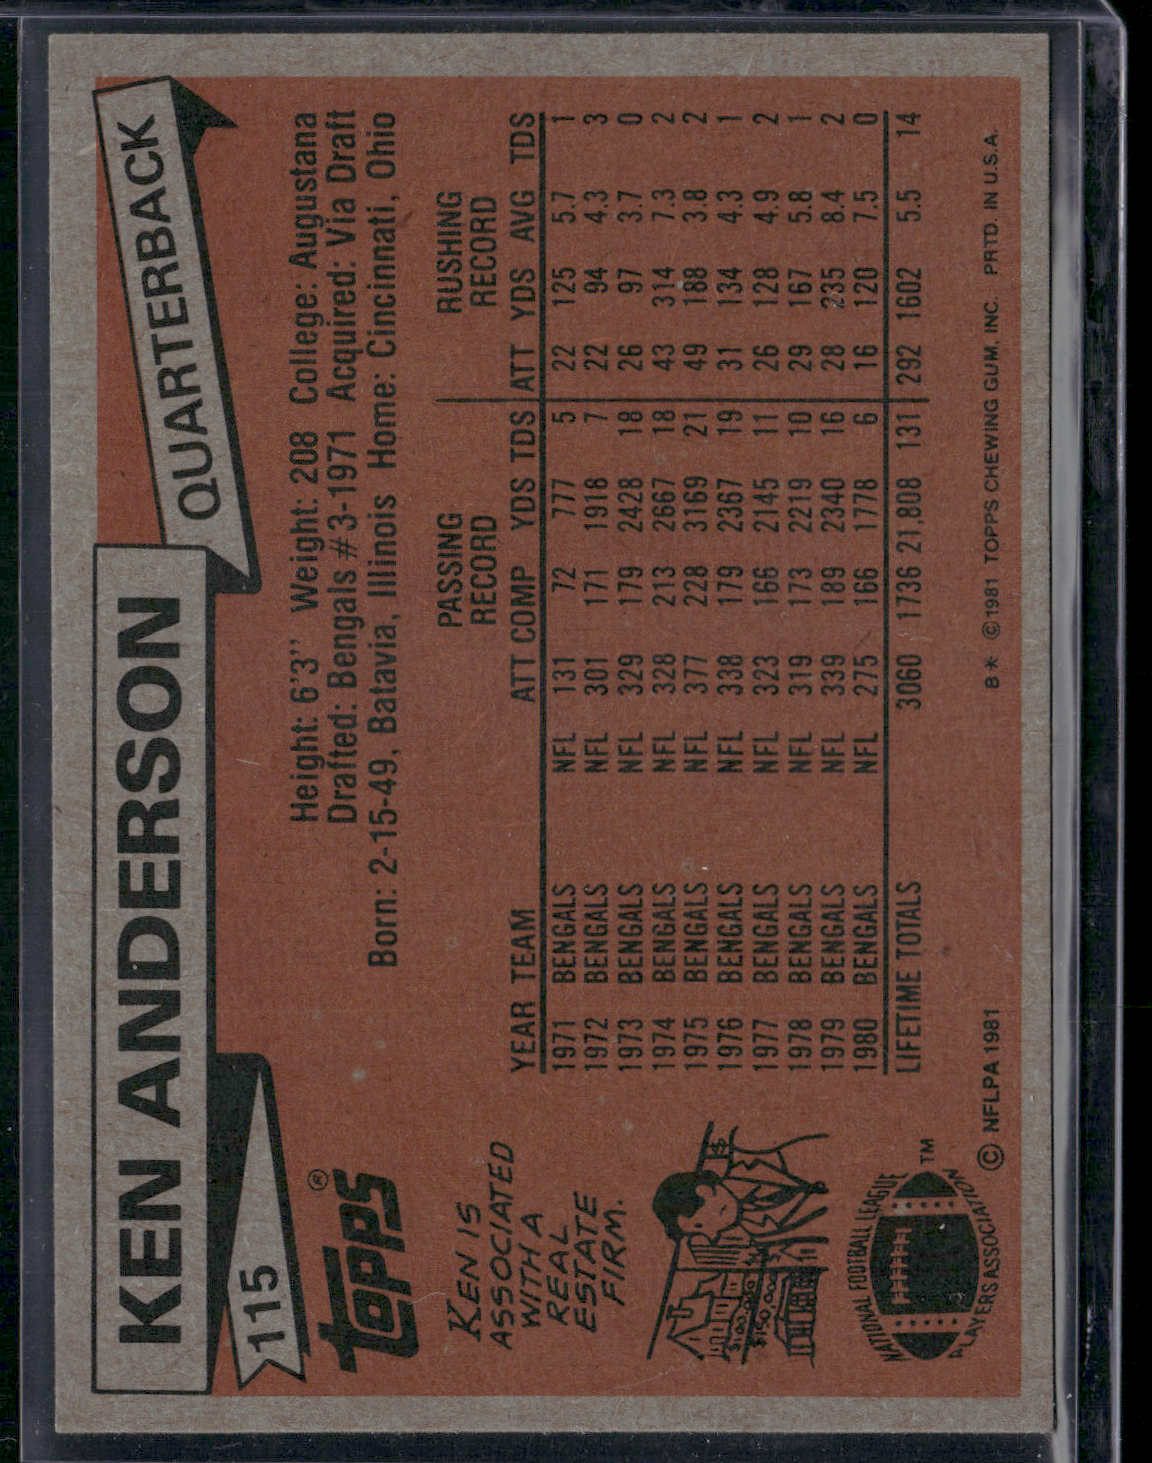 KEN ANDERSON
QUARTERBACK
115
TOPPS®
Height: 6'3" Weight: 208 College: Augustana
Drafted: Bengals #3-1971 Acquired: Via Draft
Born: 2-15-49, Batavia, Illinois Home: Cincinnati, Ohio
KEN IS
ASSOCIATED
WITH A
REAL
ESTATE
FIRM.
$100,000
$150,000
PASSING RUSHING
RECORD RECORD
YEAR TEAM ATT COMP YDS TDS ATT YDS AVG TDS
1971 BENGALS NFL 131 72 777 5 22 125 5.7 1
1972 BENGALS NFL 301 171 1918 7 22 94 4.3 3
1973 BENGALS NFL 329 179 2428 18 26 97 3.7 0
1974 BENGALS NFL 328 213 2667 18 43 314 7.3 2
1975 BENGALS NFL 377 228 3169 21 49 188 3.8 2
1976 BENGALS NFL 338 179 2367 19 31 134 4.3 1
1977 BENGALS NFL 323 166 2145 11 26 128 4.9 2
1978 BENGALS NFL 319 173 2219 10 29 167 5.8 1
1979 BENGALS NFL 339 189 2340 16 28 235 8.4 2
1980 BENGALS NFL 275 166 1778 6 16 120 7.5 0
LIFETIME TOTALS 3060 1736 21,808 131 292 1602 5.5 14
NATIONAL FOOTBALL LEAGUE
PLAYERS ASSOCIATION
TM
© NFLPA 1981
8* ©1981 TOPPS CHEWING GUM, INC. PRTD. IN U.S.A.